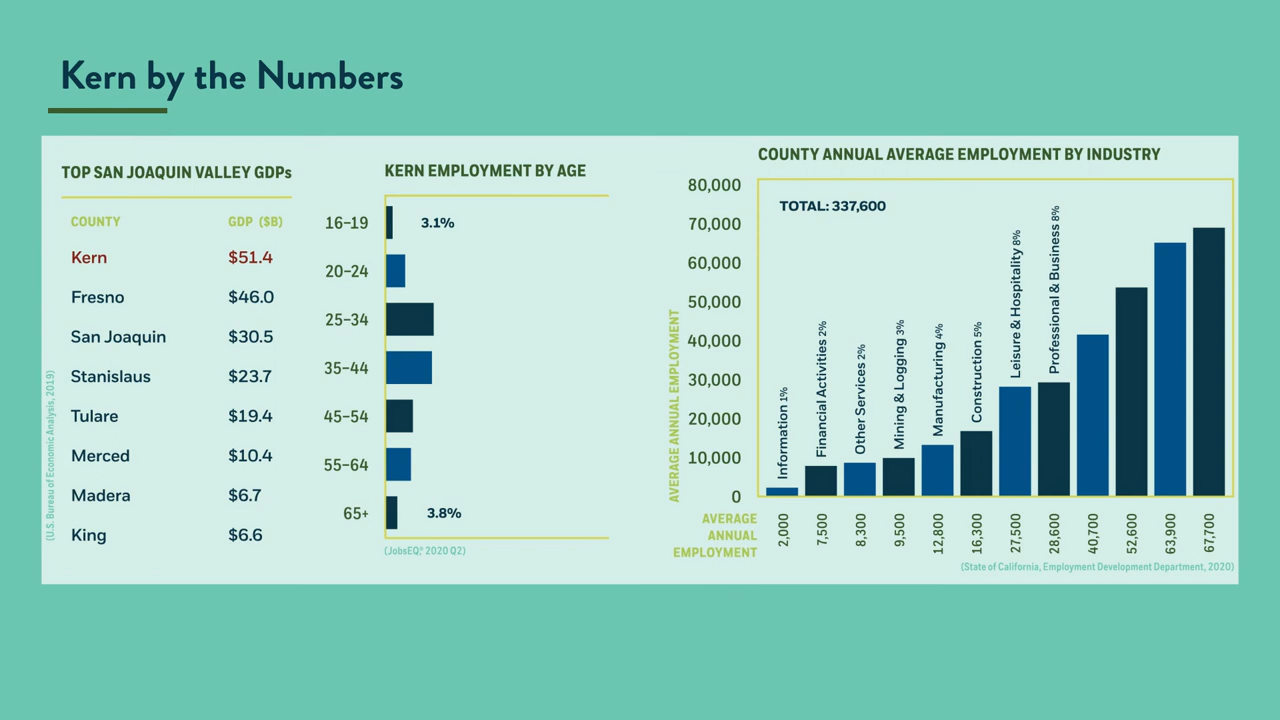 Kern by the Numbers
TOP SAN JOAQUIN VALLEY GDPs
COUNTY GDP ($B)
Kern $51.4
Fresno $46.0
San Joaquin $30.5
Stanislaus $23.7
Tulare $19.4
Merced $10.4
Madera $6.7
King $6.6
(U.S. Bureau of Economic Analysis, 2019)
KERN EMPLOYMENT BY AGE
16–19 3.1%
20–24
25–34
35–44
45–54
55–64
65+ 3.8%
(JobsEQ,® 2020 Q2)
COUNTY ANNUAL AVERAGE EMPLOYMENT BY INDUSTRY
AVERAGE ANNUAL EMPLOYMENT
80,000
70,000
60,000
50,000
40,000
30,000
20,000
10,000
0
TOTAL: 337,600
Information 1%
Financial Activities 2%
Other Services 2%
Mining & Logging 3%
Manufacturing 4%
Construction 5%
Leisure & Hospitality 8%
Professional & Business 8%
AVERAGE
ANNUAL
EMPLOYMENT
2,000
7,500
8,300
9,500
12,800
16,300
27,500
28,600
40,700
52,600
63,900
67,700
(State of California, Employment Development Department, 2020)